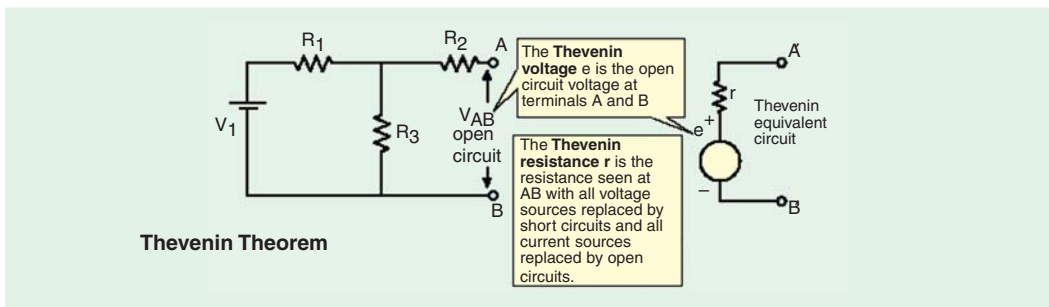 R1
R2
A
The Thevenin
voltage e is the open
circuit voltage at
terminals A and B
V1
R3
VAB
open
circuit
B
The Thevenin
resistance r is the
resistance seen at
AB with all voltage
sources replaced by
short circuits and all
current sources
replaced by open
circuits.
A′
r
Thevenin
equivalent
circuit
e
+
–
B′
Thevenin Theorem